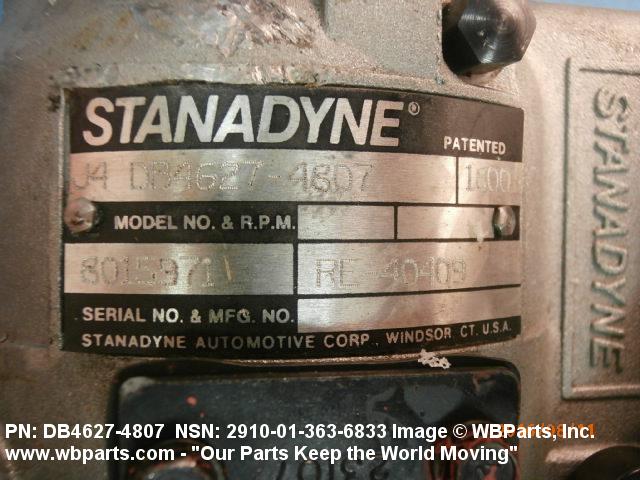 STANADYNE®
PATENTED
J4 DB4627-4807 1600
MODEL NO. & R.P.M.
8015971
RE-40409
SERIAL NO. & MFG. NO.
STANADYNE AUTOMOTIVE CORP., WINDSOR CT. U.S.A.
STANADYNE
PN: DB4627-4807 NSN: 2910-01-363-6833 Image © WBParts, Inc.
www.wbparts.com - "Our Parts Keep the World Moving"